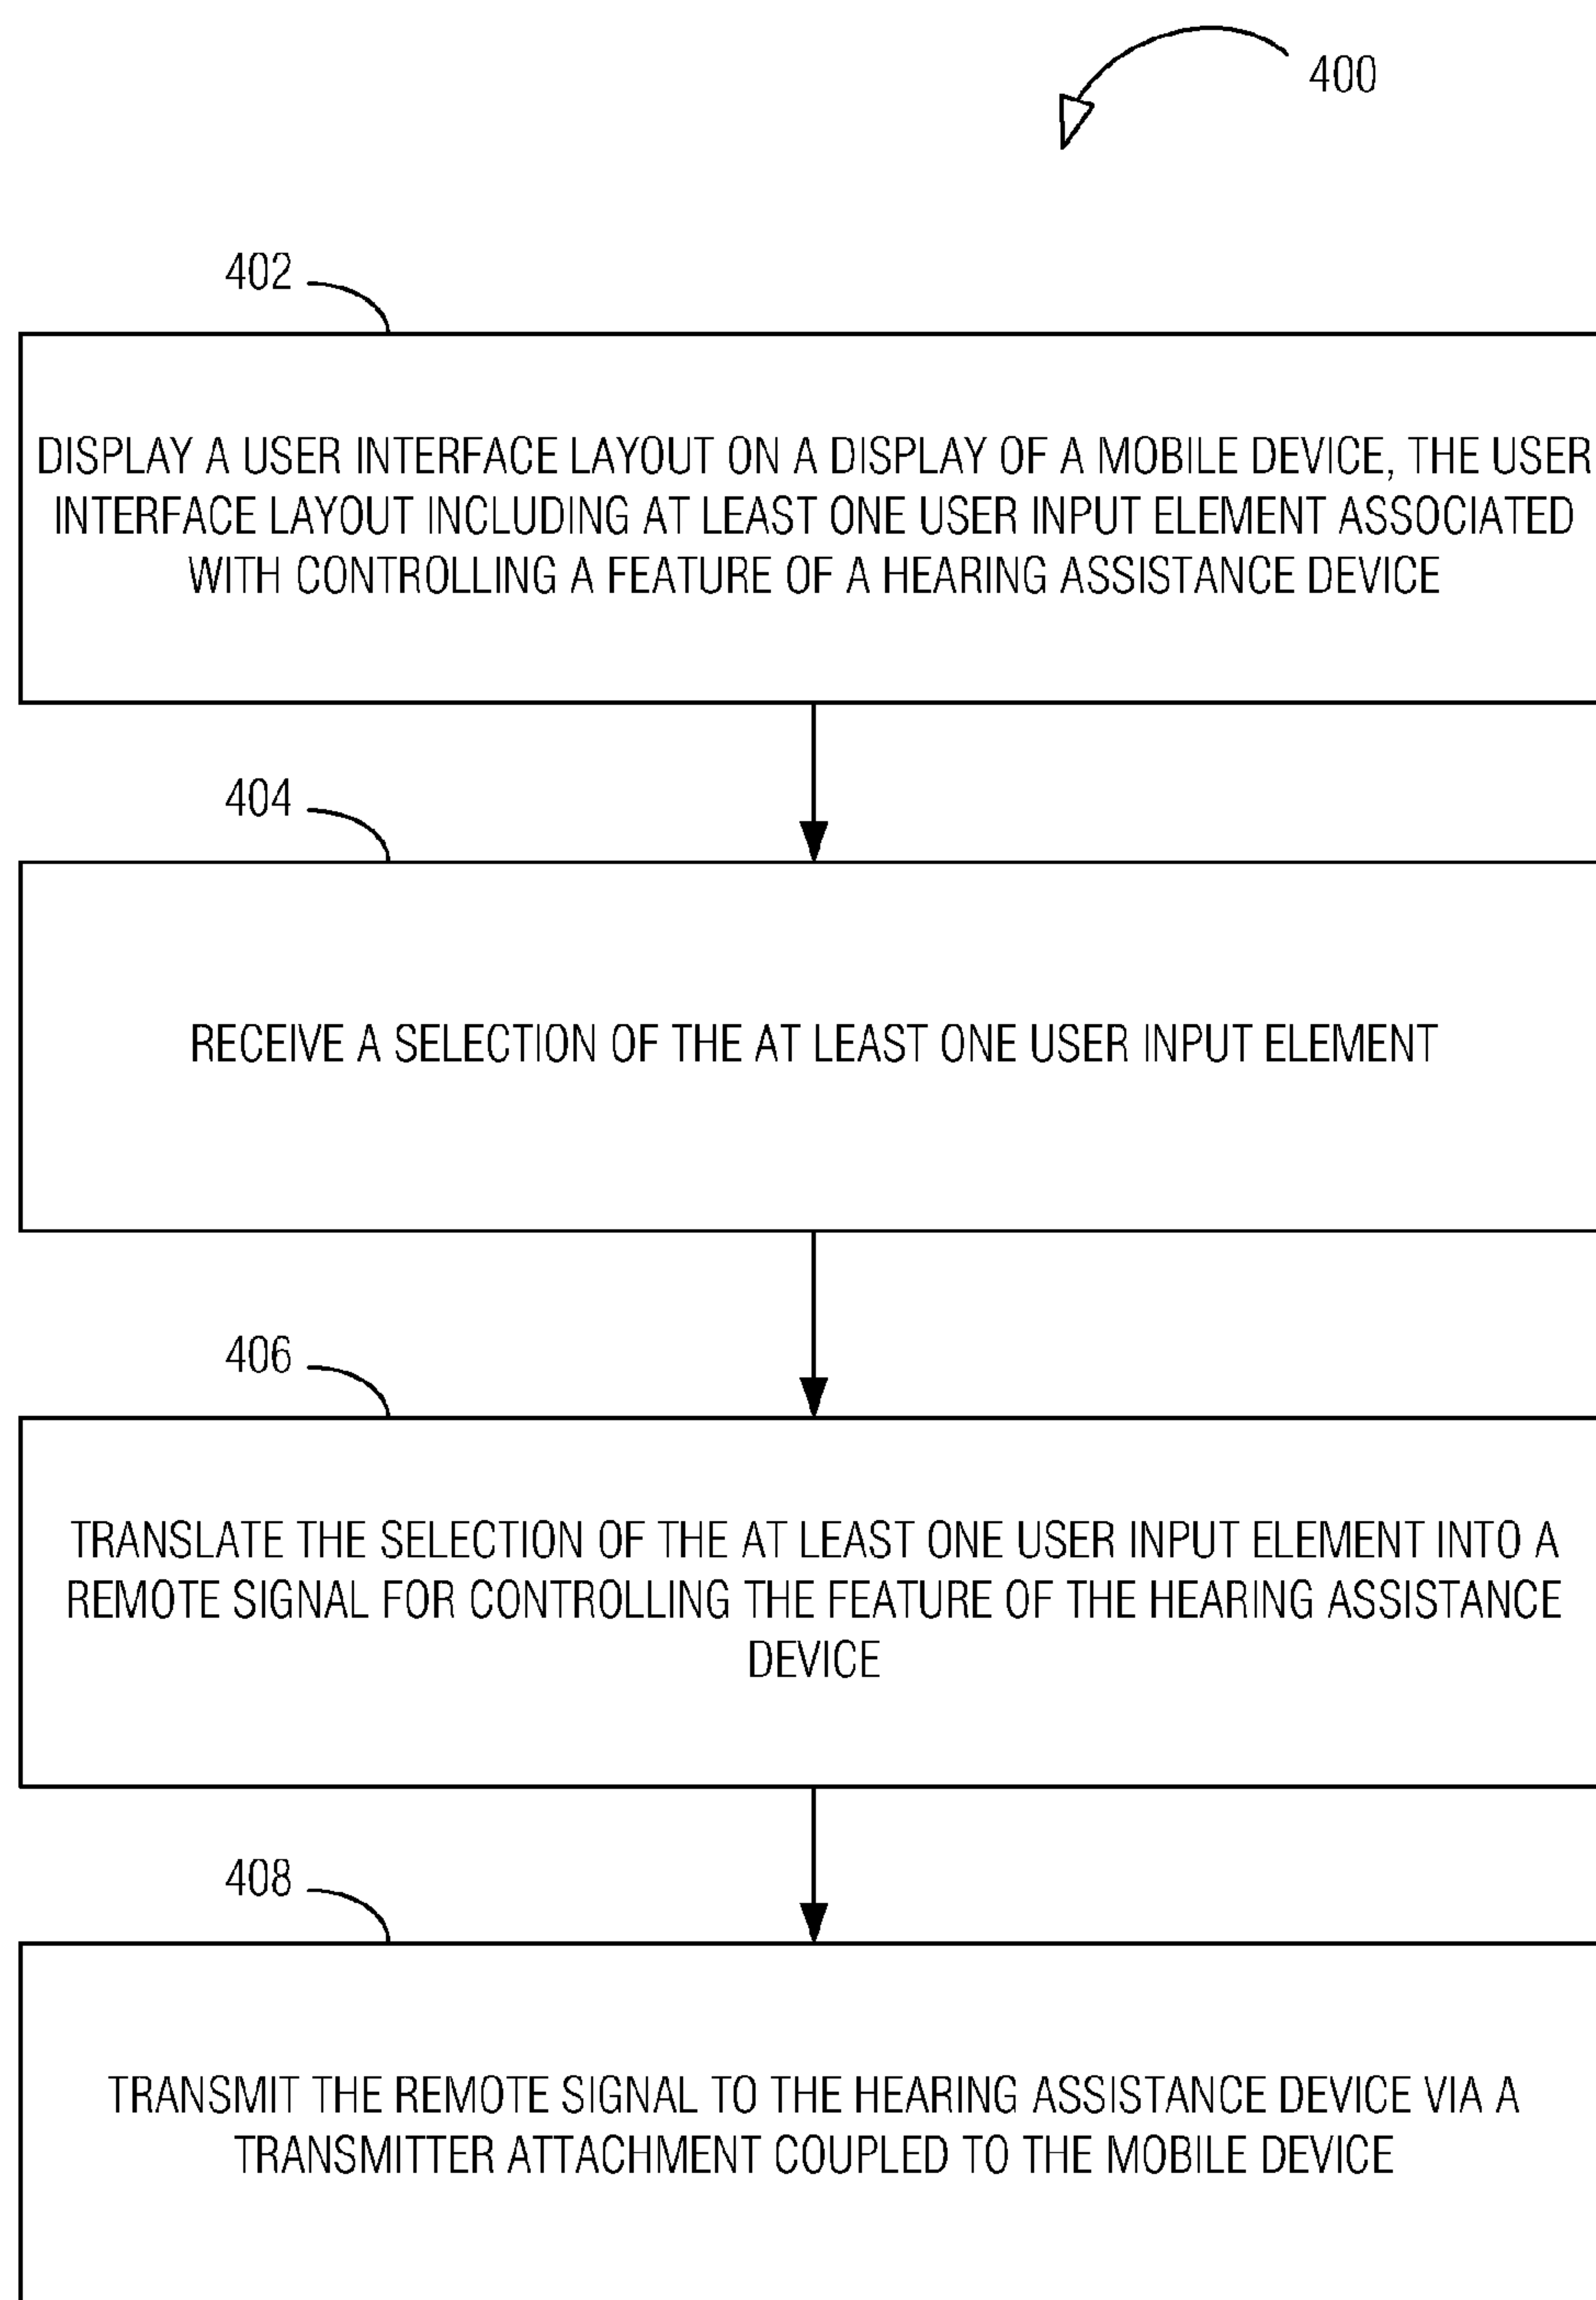 400
402
DISPLAY A USER INTERFACE LAYOUT ON A DISPLAY OF A MOBILE DEVICE, THE USER
INTERFACE LAYOUT INCLUDING AT LEAST ONE USER INPUT ELEMENT ASSOCIATED
WITH CONTROLLING A FEATURE OF A HEARING ASSISTANCE DEVICE
404
RECEIVE A SELECTION OF THE AT LEAST ONE USER INPUT ELEMENT
406
TRANSLATE THE SELECTION OF THE AT LEAST ONE USER INPUT ELEMENT INTO A
REMOTE SIGNAL FOR CONTROLLING THE FEATURE OF THE HEARING ASSISTANCE
DEVICE
408
TRANSMIT THE REMOTE SIGNAL TO THE HEARING ASSISTANCE DEVICE VIA A
TRANSMITTER ATTACHMENT COUPLED TO THE MOBILE DEVICE